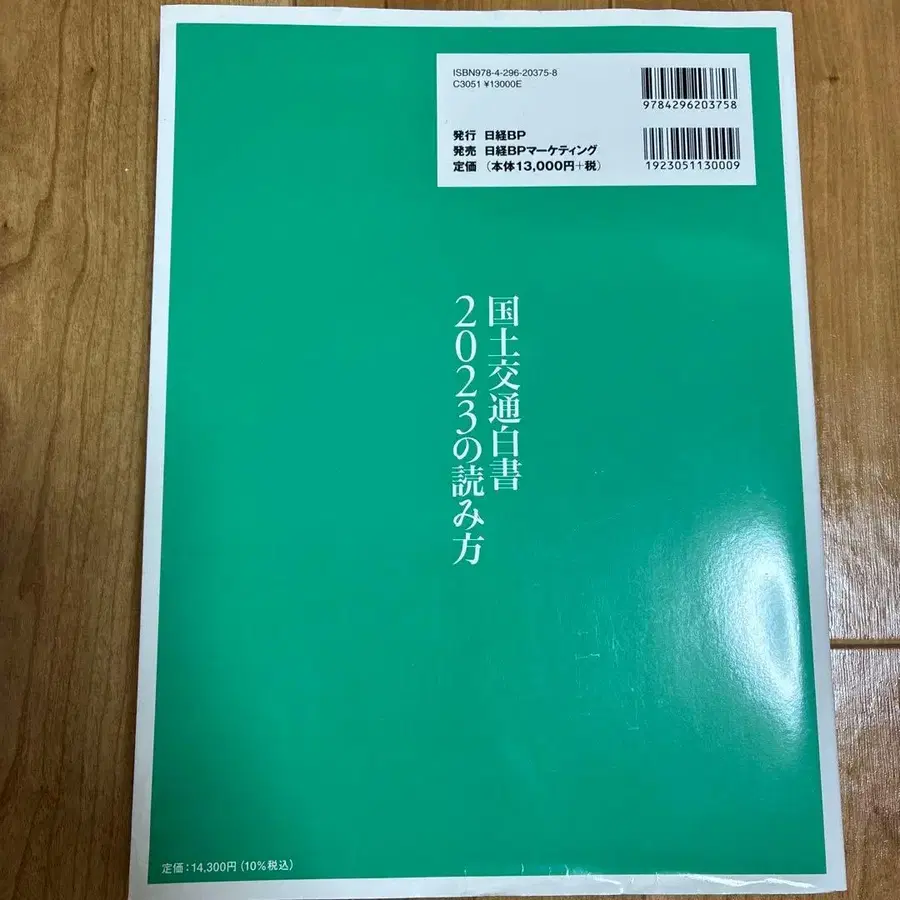 ISBN978-4-296-20375-8
C3051 ¥13000E
9784296203758
発行 日経BP
発売 日経BPマーケティング
定価 (本体13,000円+税)
1923051130009
国土交通白書
2023の読み方
定価:14,300円(10%税込)